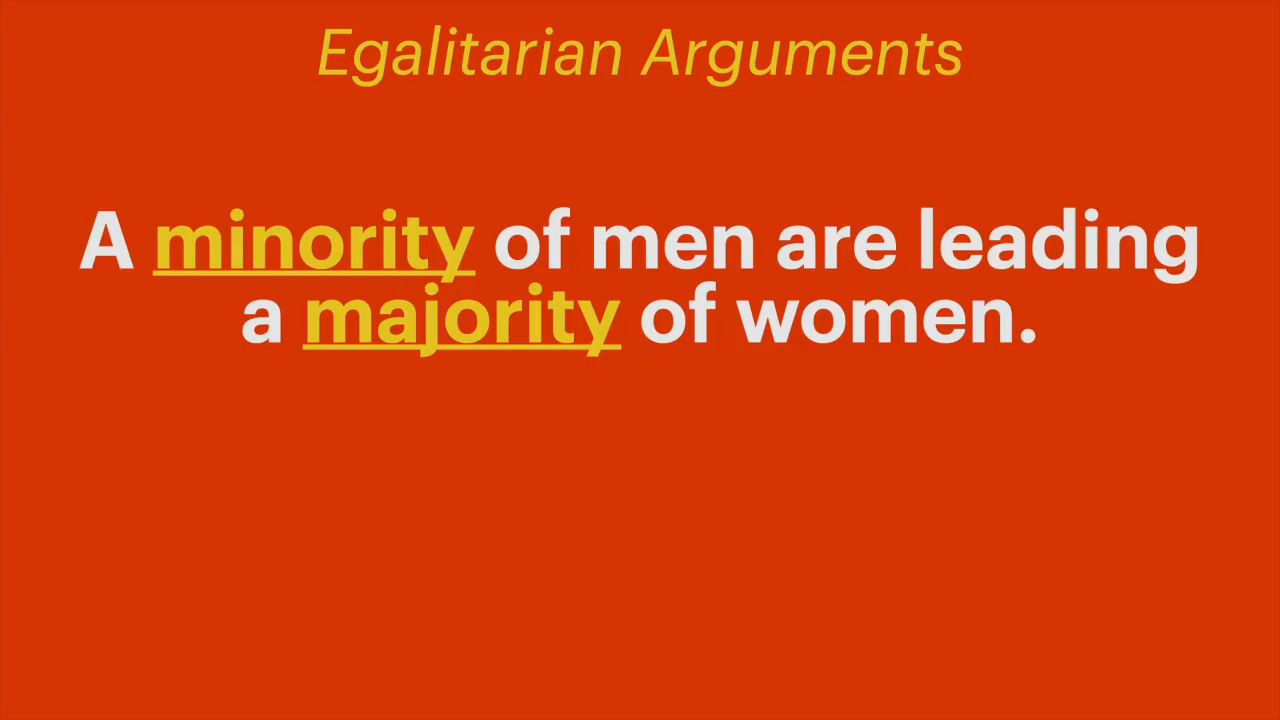 Egalitarian Arguments
A minority of men are leading
a majority of women.